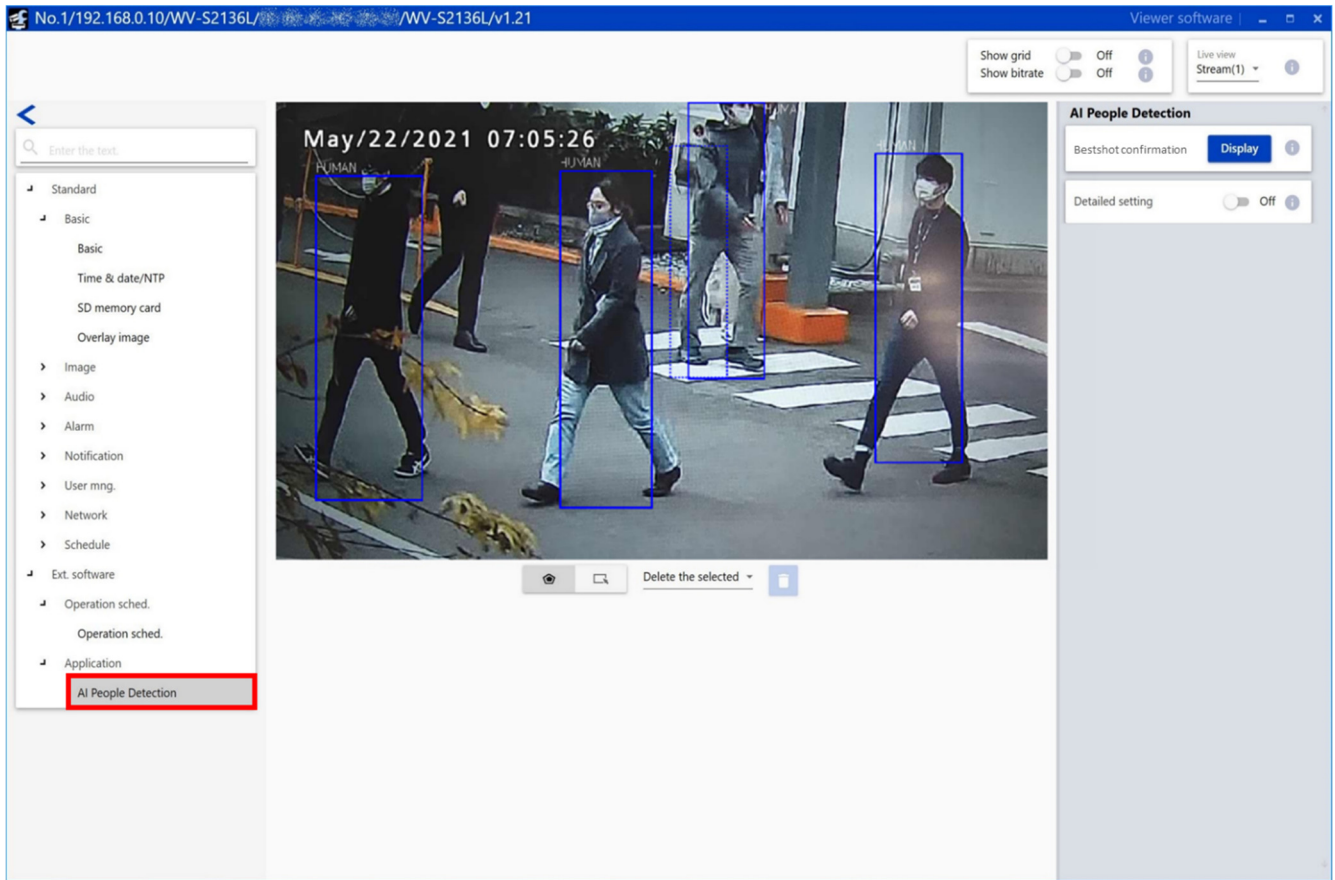 No.1/192.168.0.10/WV-S2136L/ /WV-S2136L/v1.21
Viewer software
Show grid Off
Show bitrate Off
Live view
Stream(1)
Enter the text.
Standard
Basic
Basic
Time & date/NTP
SD memory card
Overlay image
Image
Audio
Alarm
Notification
User mng.
Network
Schedule
Ext. software
Operation sched.
Operation sched.
Application
AI People Detection
May/22/2021 07:05:26
HUMAN
HUMAN
HUMAN
Delete the selected
AI People Detection
Bestshot confirmation Display
Detailed setting Off